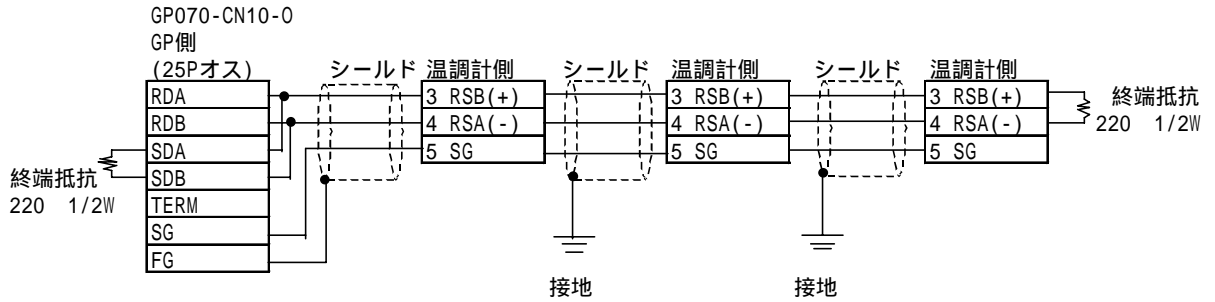 GP070-CN10-O
GP側
(25Pオス)
シールド 温調計側 シールド 温調計側 シールド 温調計側
RDA
RDB
SDA
SDB
TERM
SG
FG
終端抵抗
220 1/2W
3 RSB(+)
4 RSA(-)
5 SG
3 RSB(+)
4 RSA(-)
5 SG
3 RSB(+)
4 RSA(-)
5 SG
終端抵抗
220 1/2W
接地
接地